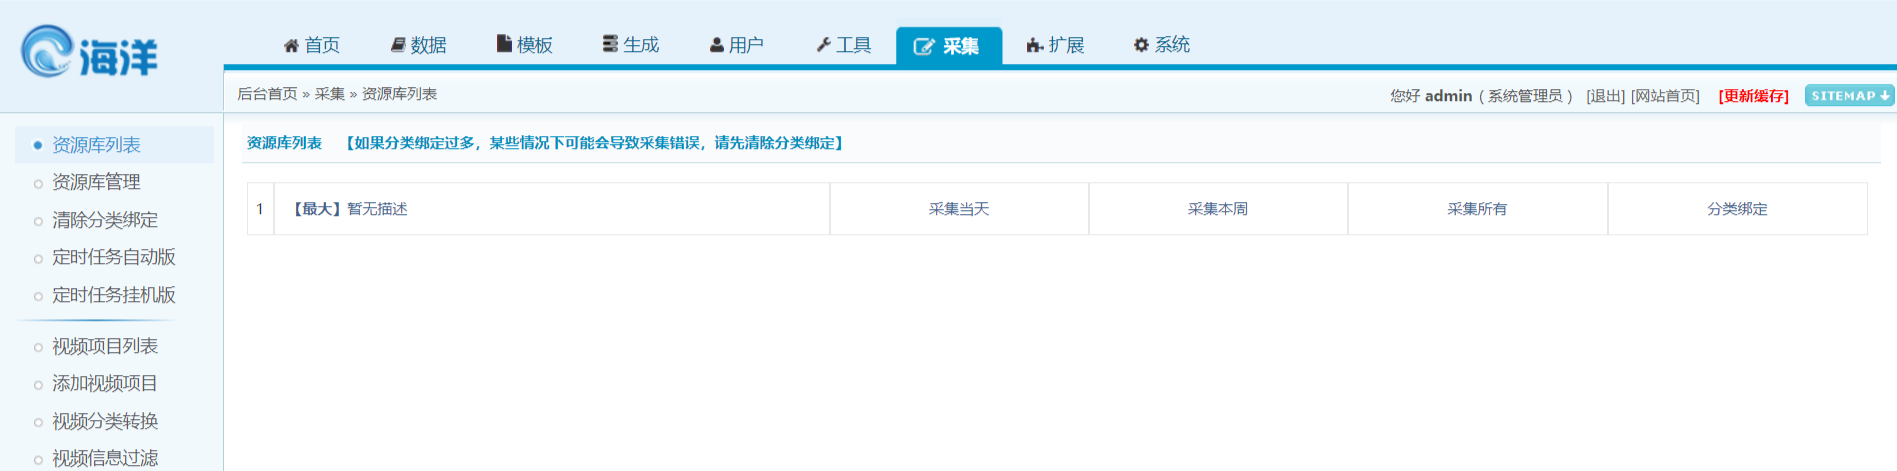 海洋
首页 数据 模板 生成 用户 工具 采集 扩展 系统
后台首页 » 采集 » 资源库列表
您好 admin ( 系统管理员 ) [退出] [网站首页] [更新缓存] SITEMAP
资源库列表
资源库管理
清除分类绑定
定时任务自动版
定时任务挂机版
视频项目列表
添加视频项目
视频分类转换
视频信息过滤
资源库列表 【如果分类绑定过多，某些情况下可能会导致采集错误，请先清除分类绑定】
1 【最大】暂无描述 采集当天 采集本周 采集所有 分类绑定